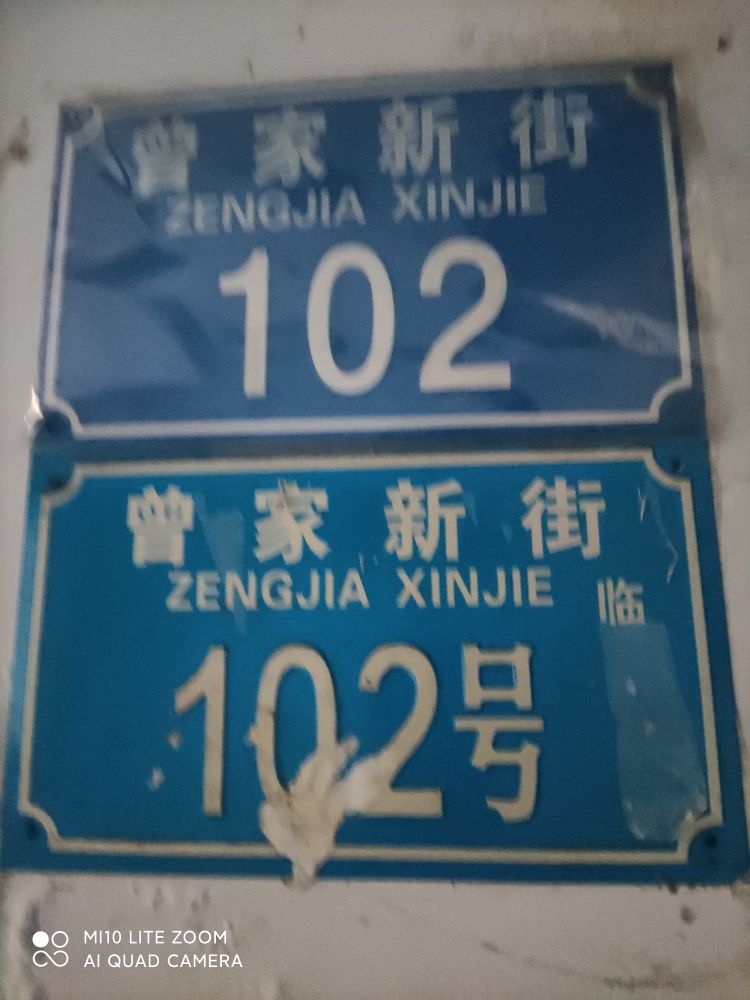 曾家新街
ZENGJIA XINJIE
102
曾家新街
ZENGJIA XINJIE 临
102号
MI10 LITE ZOOM
AI QUAD CAMERA